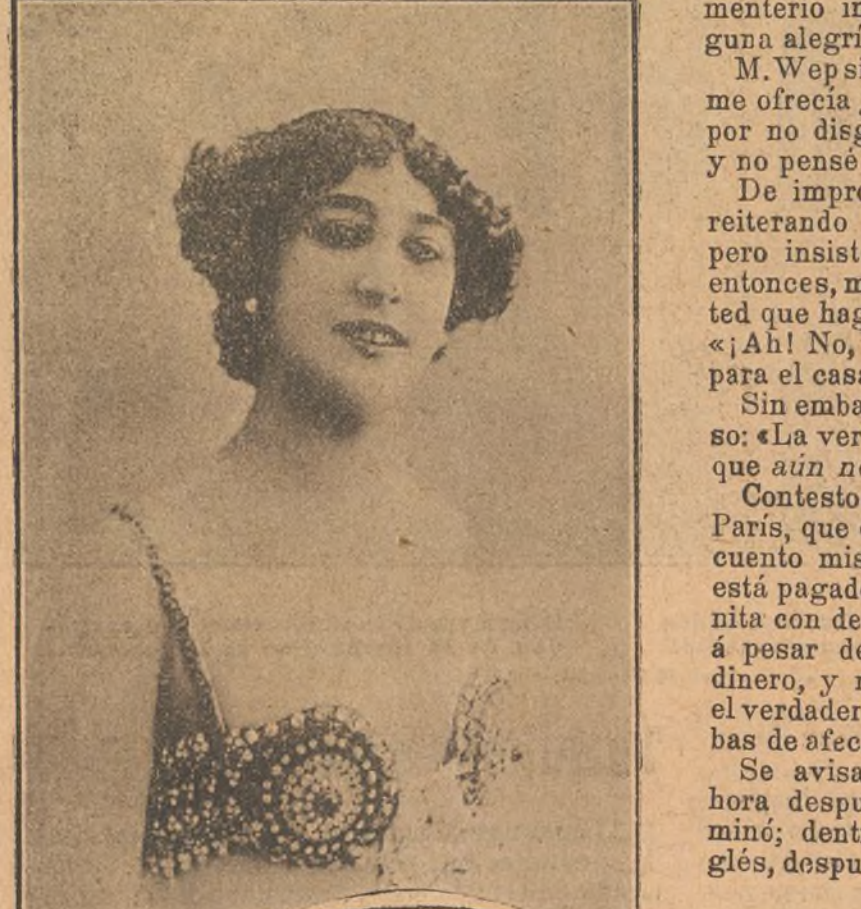 menterio in
guna alegrí
M. Wep si
me ofrecía
por no disg
y no pensé
De impre
reiterando
pero insist
entonces, m
ted que hag
«¡Ah! No,
para el casa
Sin emba
so: «La ver
que aún no
Contesto
París, que
cuento mis
está pagado
nita con de
á pesar de
dinero, y
el verdader
bas de afec
Se avisa
hora despu
minó; dent
glés, despu